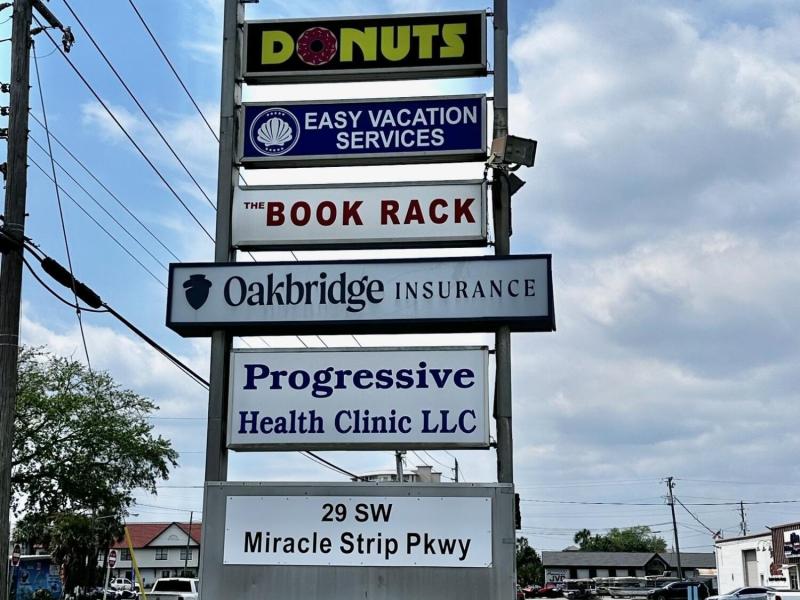 DONUTS
EASY VACATION
SERVICES
THE BOOK RACK
Oakbridge INSURANCE
Progressive
Health Clinic LLC
29 SW
Miracle Strip Pkwy